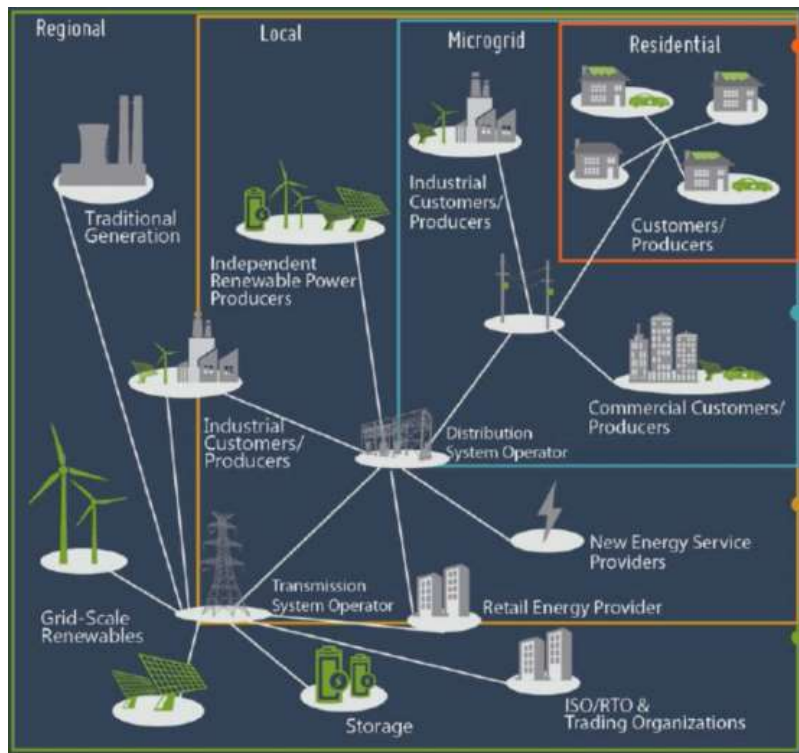 Regional
Local
Microgrid
Residential
Traditional
Generation
Independent
Renewable Power
Producers
Industrial
Customers/
Producers
Customers/
Producers
Industrial
Customers/
Producers
Distribution
System Operator
Commercial Customers/
Producers
New Energy Service
Providers
Transmission
System Operator
Retail Energy Provider
Grid-Scale
Renewables
Storage
ISO/RTO &
Trading Organizations